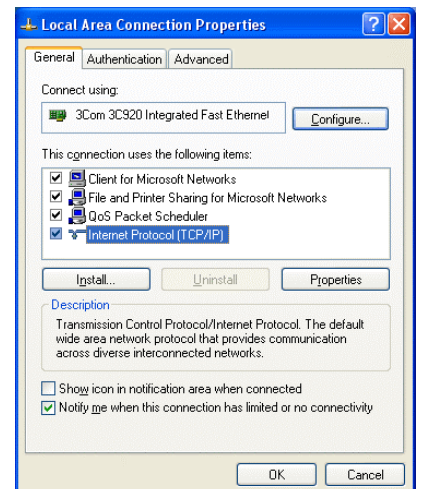 Local Area Connection Properties
General Authentication Advanced
Connect using:
3Com 3C920 Integrated Fast Ethernet
Configure...
This connection uses the following items:
Client for Microsoft Networks
File and Printer Sharing for Microsoft Networks
QoS Packet Scheduler
Internet Protocol (TCP/IP)
Install... Uninstall Properties
Description
Transmission Control Protocol/Internet Protocol. The default
wide area network protocol that provides communication
across diverse interconnected networks.
Show icon in notification area when connected
Notify me when this connection has limited or no connectivity
OK Cancel